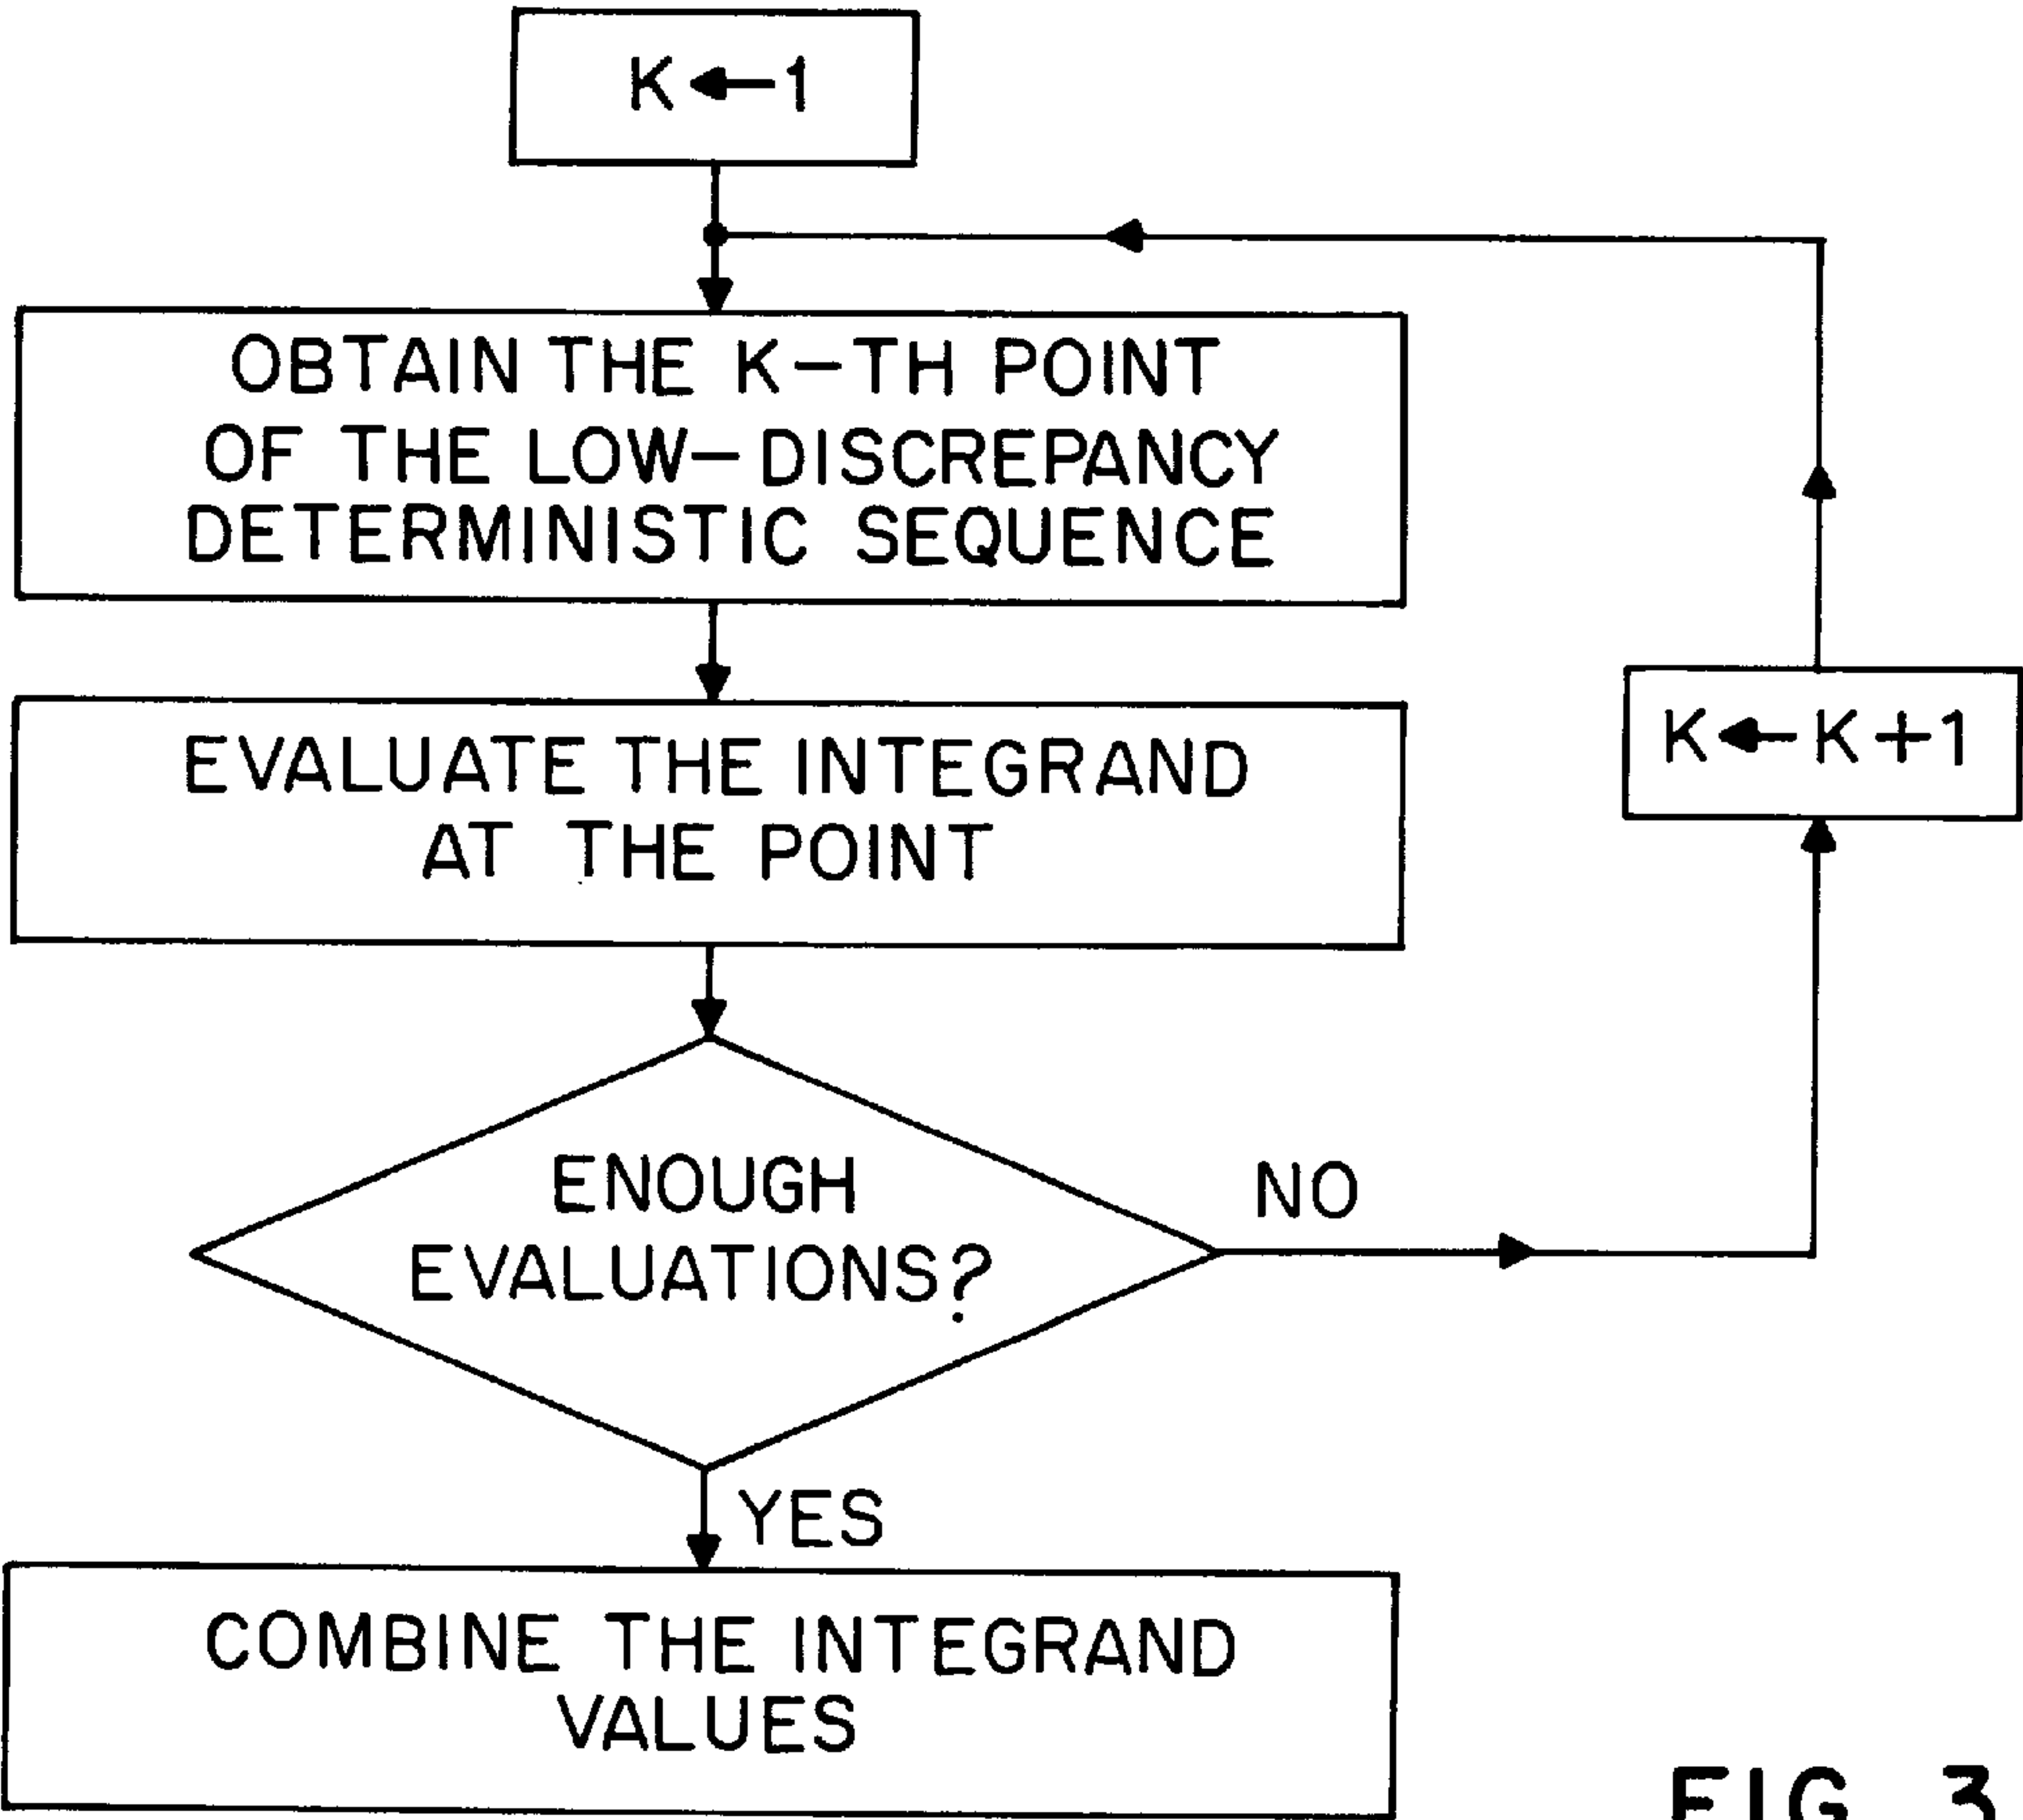 K←1
OBTAIN THE K-TH POINT
OF THE LOW-DISCREPANCY
DETERMINISTIC SEQUENCE
EVALUATE THE INTEGRAND
AT THE POINT
K←K+1
ENOUGH
EVALUATIONS?
NO
YES
COMBINE THE INTEGRAND
VALUES
FIG. 3